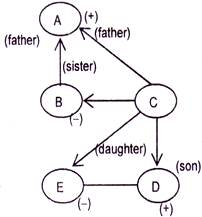 A (+)
(father) (father)
(sister)
B C
(−)
(daughter)
(son)
E D
(−) (+)